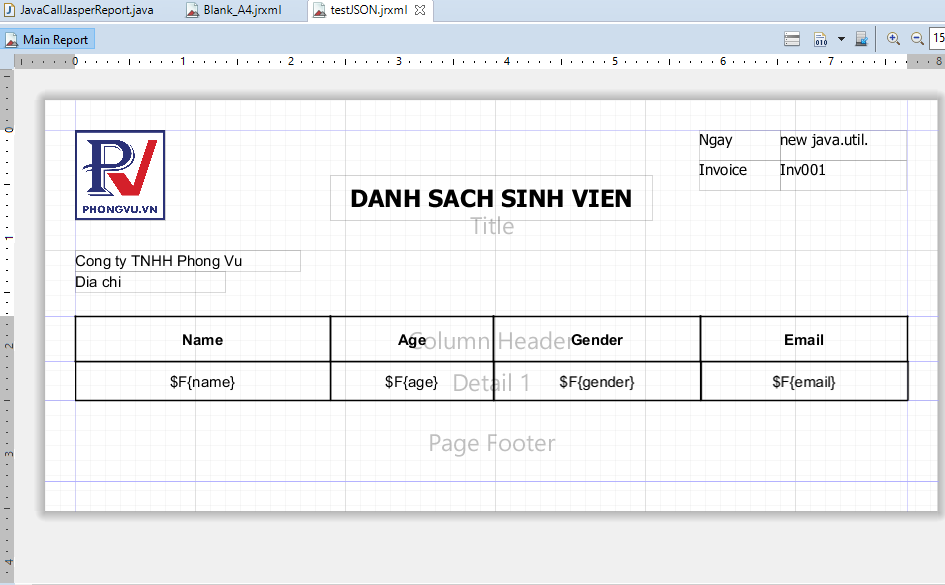 JavaCallJasperReport.java Blank_A4.jrxml testJSON.jrxml
Main Report
010 15
0 1 2 3 4 5 6 7 8
0
1
2
3
4
PV
PHONGVU.VN
Ngay new java.util.
Invoice Inv001
DANH SACH SINH VIEN
Title
Cong ty TNHH Phong Vu
Dia chi
Name Age Gender Email
Column Header
$F{name} $F{age} $F{gender} $F{email}
Detail 1
Page Footer